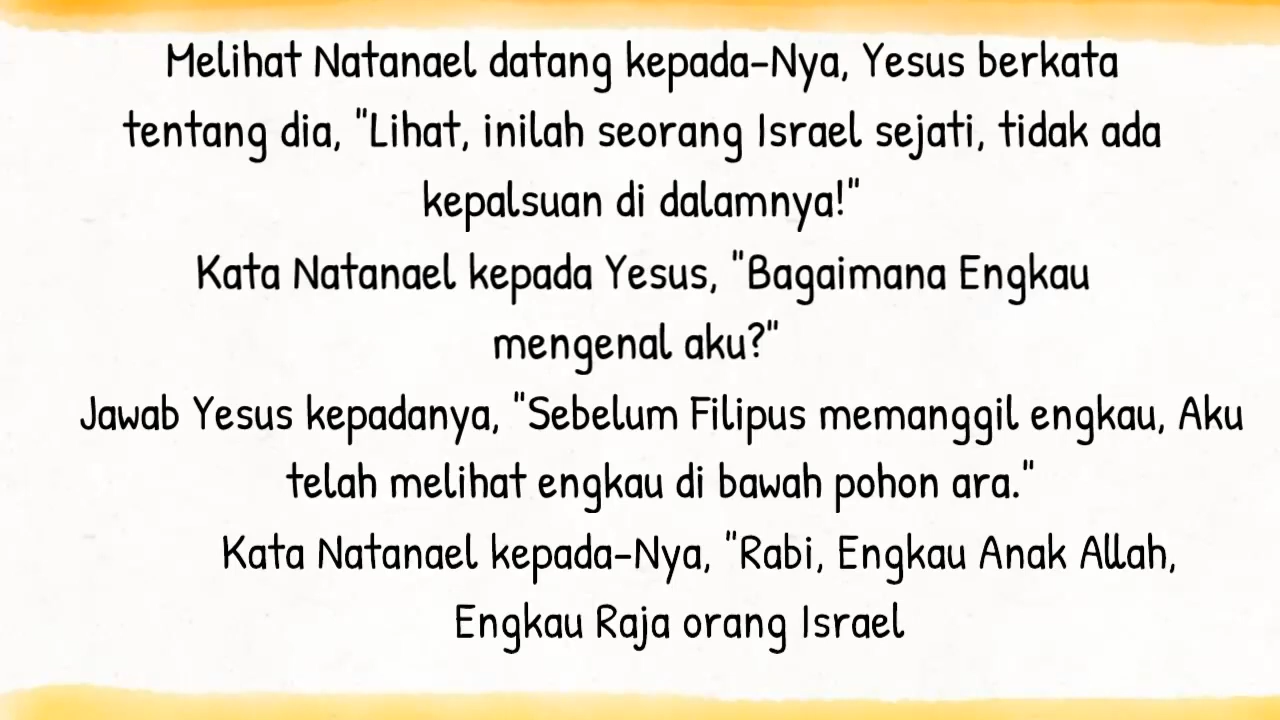 Melihat Natanael datang kepada-Nya, Yesus berkata
tentang dia, "Lihat, inilah seorang Israel sejati, tidak ada
kepalsuan di dalamnya!"
Kata Natanael kepada Yesus, "Bagaimana Engkau
mengenal aku?"
Jawab Yesus kepadanya, "Sebelum Filipus memanggil engkau, Aku
telah melihat engkau di bawah pohon ara."
Kata Natanael kepada-Nya, "Rabi, Engkau Anak Allah,
Engkau Raja orang Israel